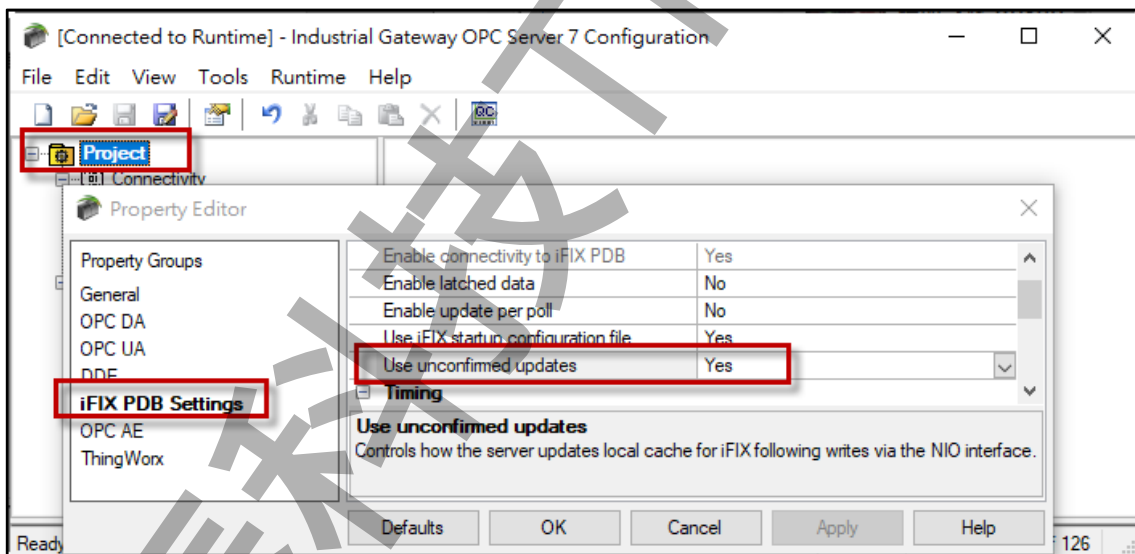 [Connected to Runtime] - Industrial Gateway OPC Server 7 Configuration
File Edit View Tools Runtime Help
Project
Connectivity
Property Editor
Property Groups
General
OPC DA
OPC UA
DDE
iFIX PDB Settings
OPC AE
ThingWorx
Enable connectivity to iFIX PDB Yes
Enable latched data No
Enable update per poll No
Use iFIX startup configuration file Yes
Use unconfirmed updates Yes
Timing
Use unconfirmed updates
Controls how the server updates local cache for iFIX following writes via the NIO interface.
Defaults OK Cancel Apply Help
Ready
126
科技